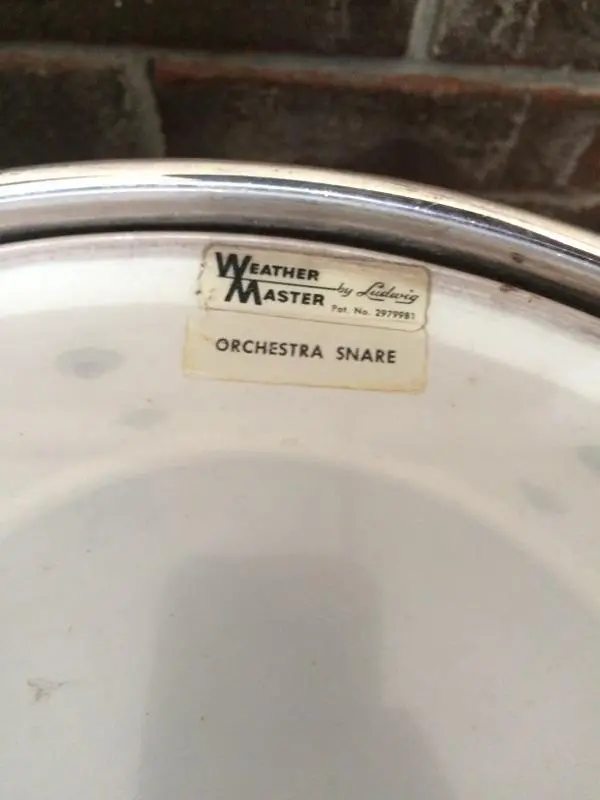 WEATHER
MASTER by Ludwig
Pat. No. 2979981
ORCHESTRA SNARE